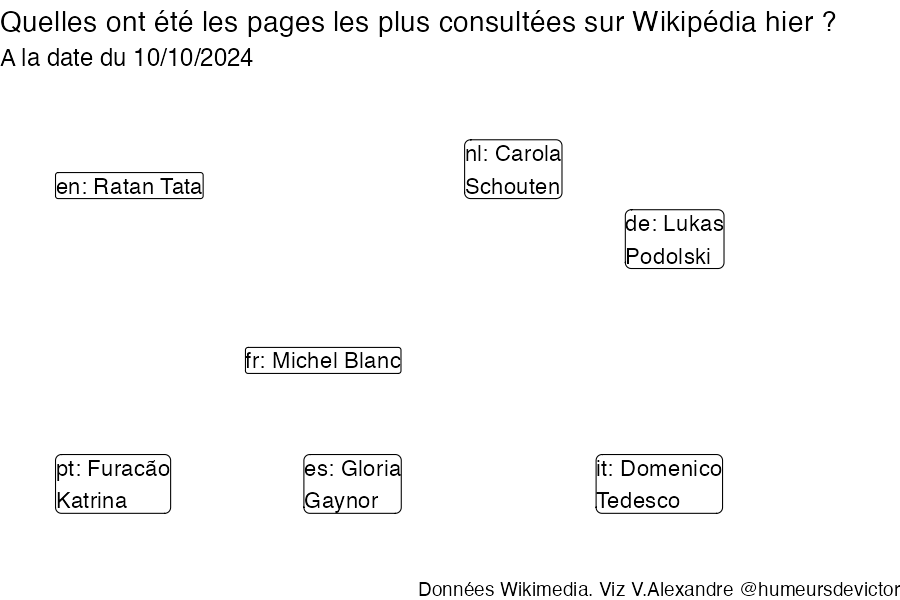 Quelles ont été les pages les plus consultées sur Wikipédia hier ?
A la date du 10/10/2024
nl: Carola
Schouten
en: Ratan Tata
de: Lukas
Podolski
fr: Michel Blanc
pt: Furacão
Katrina
es: Gloria
Gaynor
it: Domenico
Tedesco
Données Wikimedia. Viz V.Alexandre @humeursdevictor